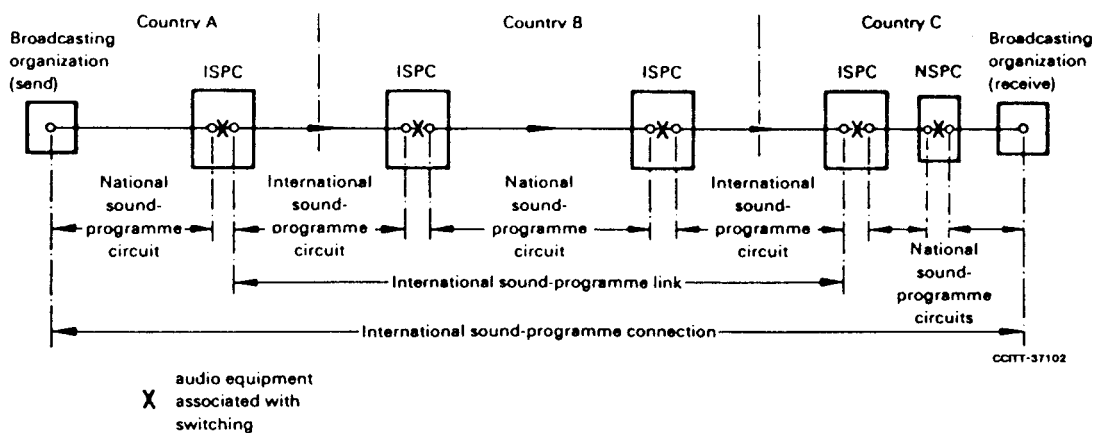 Country A
Country B
Country C
Broadcasting
organization
(send)
ISPC
ISPC
ISPC
ISPC
NSPC
Broadcasting
organization
(receive)
National
sound-
programme
circuit
International
sound-
programme
circuit
National
sound-
programme
circuit
International
sound-
programme
circuit
National
sound-
programme
circuits
International sound-programme link
International sound-programme connection
CCITT-37102
X audio equipment
associated with
switching